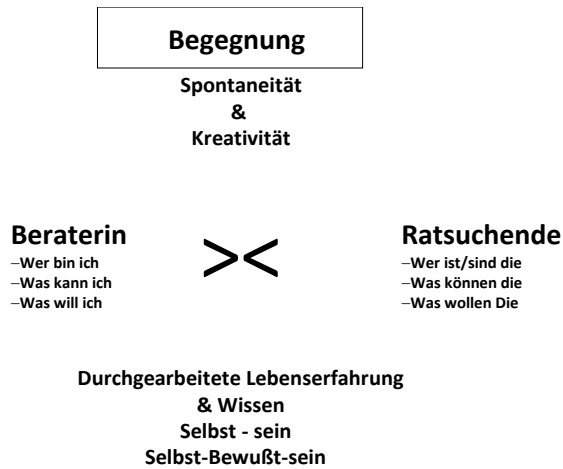 Begegnung
Spontaneität
&
Kreativität
Beraterin
–Wer bin ich
–Was kann ich
–Was will ich
><
Ratsuchende
–Wer ist/sind die
–Was können die
–Was wollen Die
Durchgearbeitete Lebenserfahrung
& Wissen
Selbst - sein
Selbst-Bewußt-sein